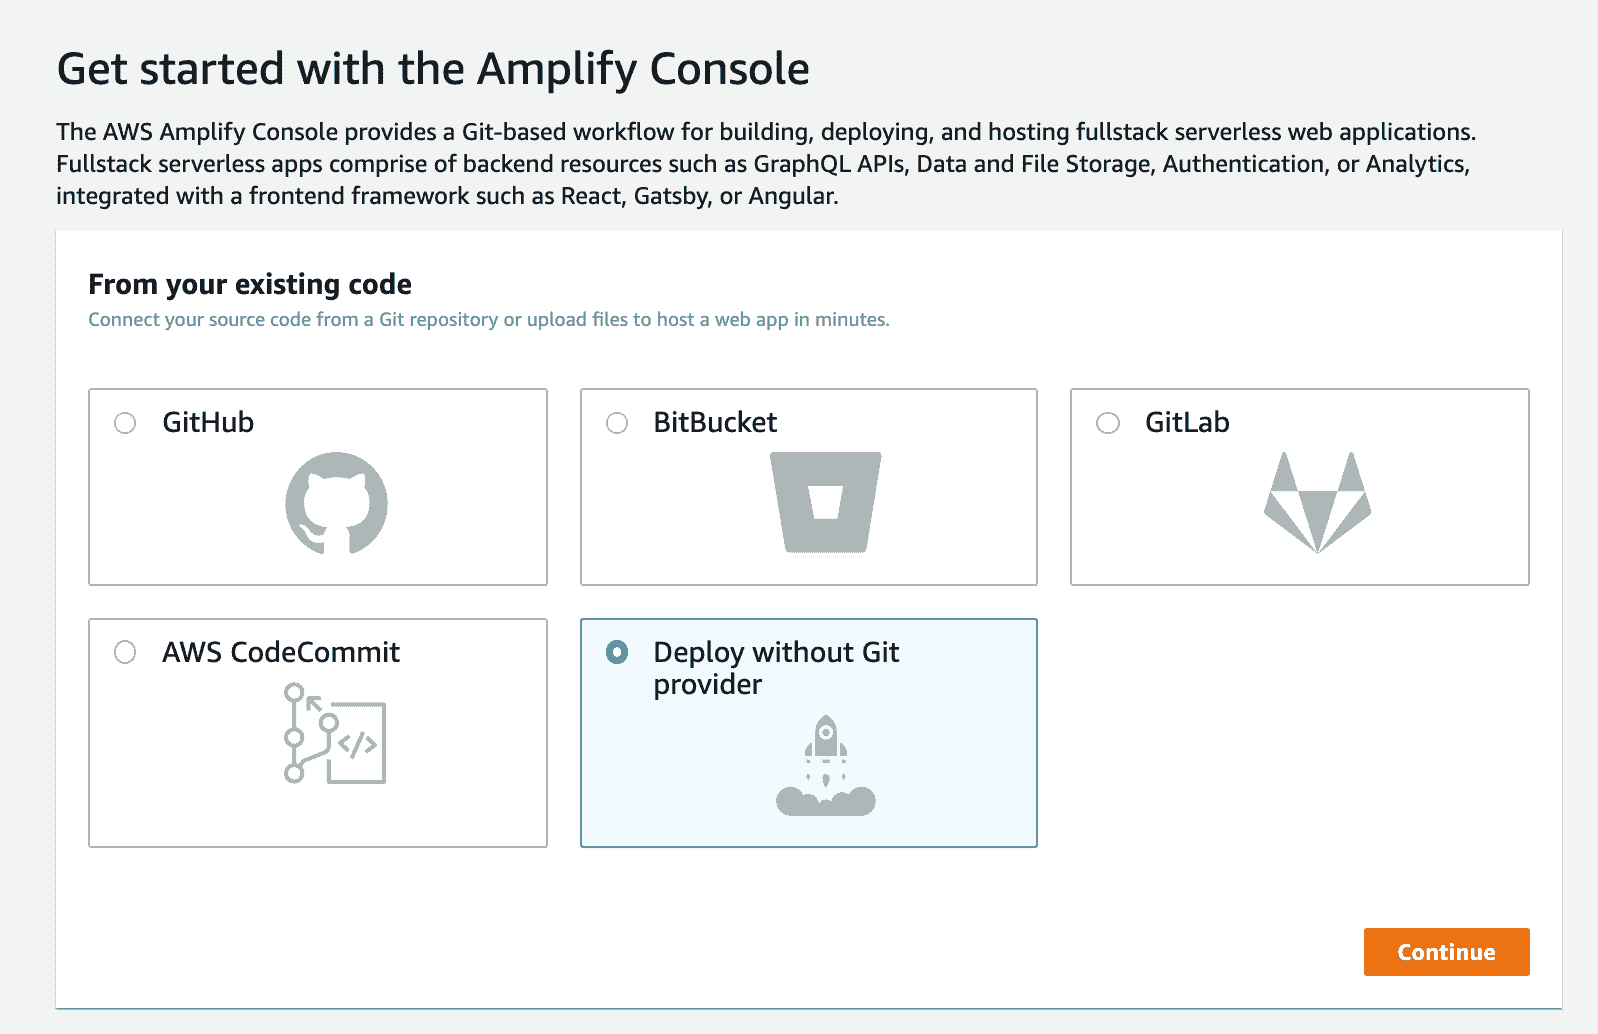 Get started with the Amplify Console
The AWS Amplify Console provides a Git-based workflow for building, deploying, and hosting fullstack serverless web applications.
Fullstack serverless apps comprise of backend resources such as GraphQL APIs, Data and File Storage, Authentication, or Analytics,
integrated with a frontend framework such as React, Gatsby, or Angular.
From your existing code
Connect your source code from a Git repository or upload files to host a web app in minutes.
GitHub
BitBucket
GitLab
AWS CodeCommit
</>
Deploy without Git
provider
Continue